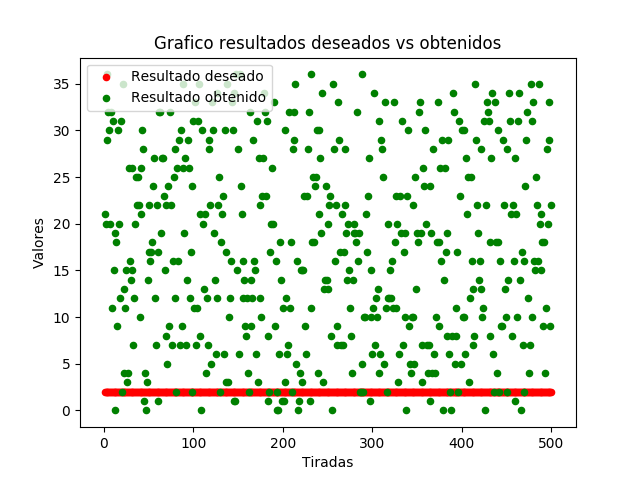 Grafico resultados deseados vs obtenidos
Resultado deseado
Resultado obtenido
Valores
35
30
25
20
15
10
5
0
0 100 200 300 400 500
Tiradas